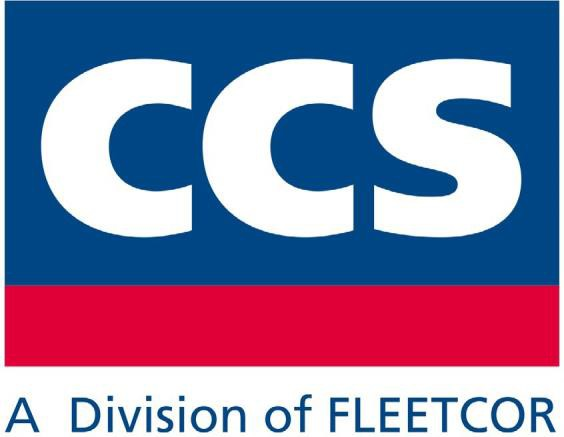 CCS
A Division of FLEETCOR